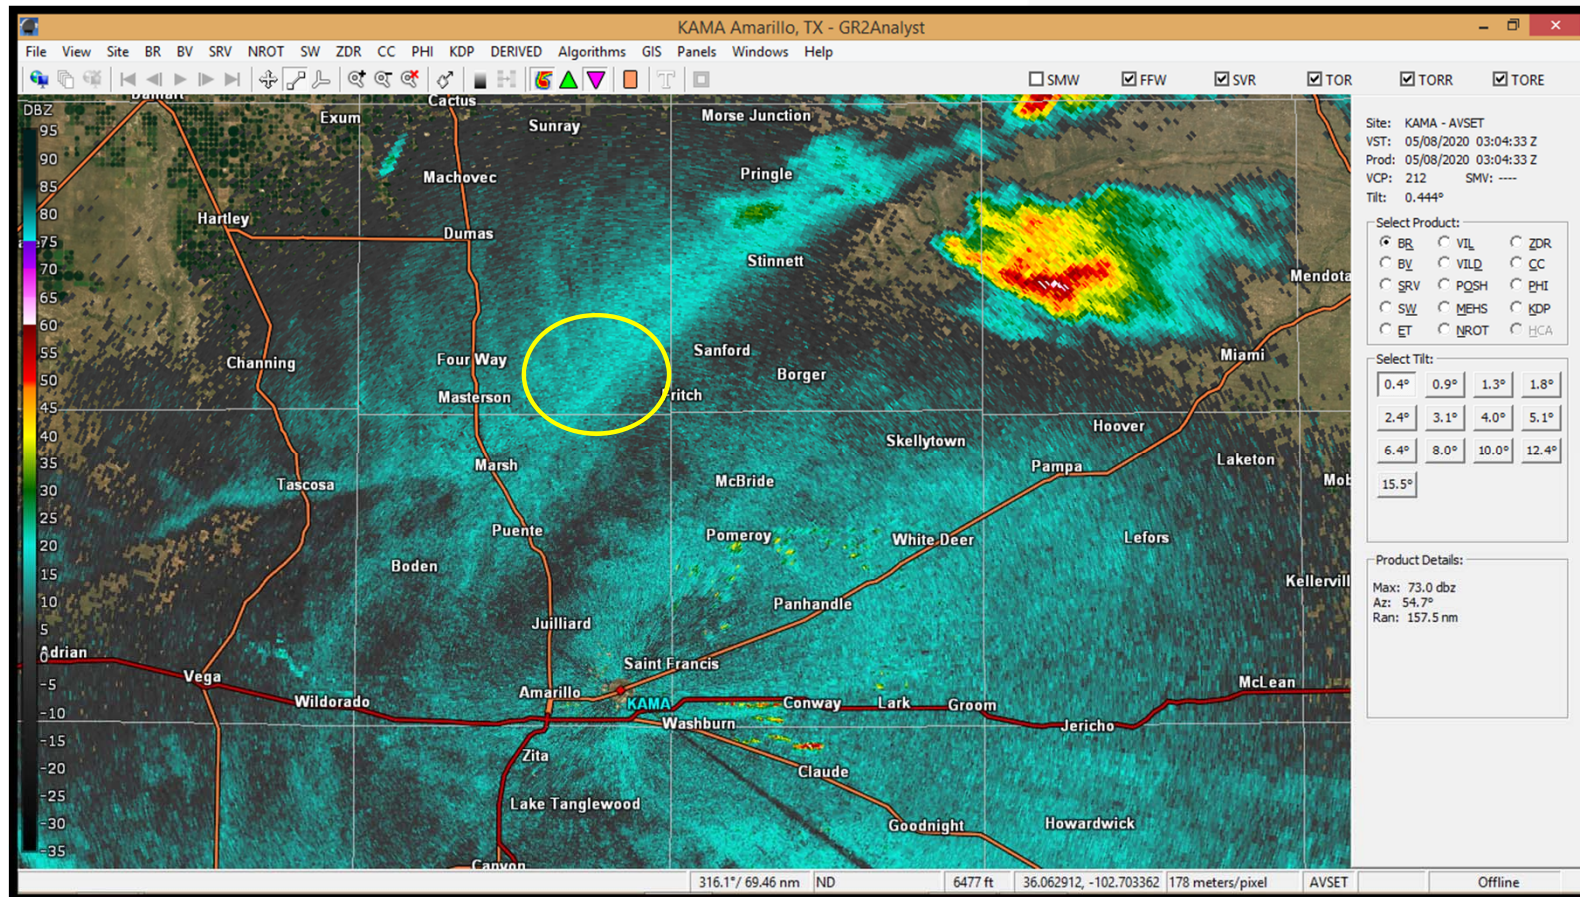 KAMA Amarillo, TX - GR2Analyst
File View Site BR BV SRV NROT SW ZDR CC PHI KDP DERIVED Algorithms GIS Panels Windows Help
SMW FFW SVR TOR TORR TORE
DBZ
95
90
85
80
75
70
65
60
55
50
45
40
35
30
25
20
15
10
5
0
-5
-10
-15
-20
-25
-30
-35
Cactus
Exum
Sunray
Morse Junction
Machovec
Pringle
Hartley
Dumas
Stinnett
Mendota
Sanford
Miami
Channing
Four Way
Borger
Masterson
ritch
Hoover
Skellytown
Marsh
Pampa
Laketon
Tascosa
McBride
Mob
Puente
Pomeroy
White Deer
Lefors
Boden
Kellervill
Panhandle
Juilliard
Adrian
Saint Francis
Vega
Amarillo
McLean
Wildorado
KAMA
Conway
Lark
Groom
Washburn
Jericho
Zita
Claude
Lake Tanglewood
Goodnight
Howardwick
Canyon
Site: KAMA - AVSET
VST: 05/08/2020 03:04:33 Z
Prod: 05/08/2020 03:04:33 Z
VCP: 212 SMV: ----
Tilt: 0.444°
Select Product:
BR VIL ZDR
BV VILD CC
SRV POSH PHI
SW MEHS KDP
ET NROT HCA
Select Tilt:
0.4° 0.9° 1.3° 1.8°
2.4° 3.1° 4.0° 5.1°
6.4° 8.0° 10.0° 12.4°
15.5°
Product Details:
Max: 73.0 dbz
Az: 54.7°
Ran: 157.5 nm
316.1°/ 69.46 nm ND 6477 ft 36.062912, -102.703362 178 meters/pixel AVSET Offline